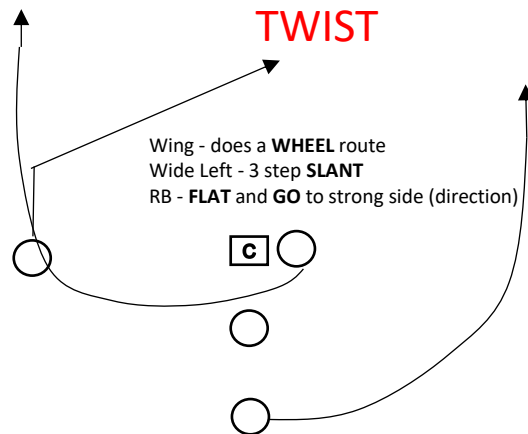 TWIST
Wing - does a WHEEL route
Wide Left - 3 step SLANT
RB - FLAT and GO to strong side (direction)
C